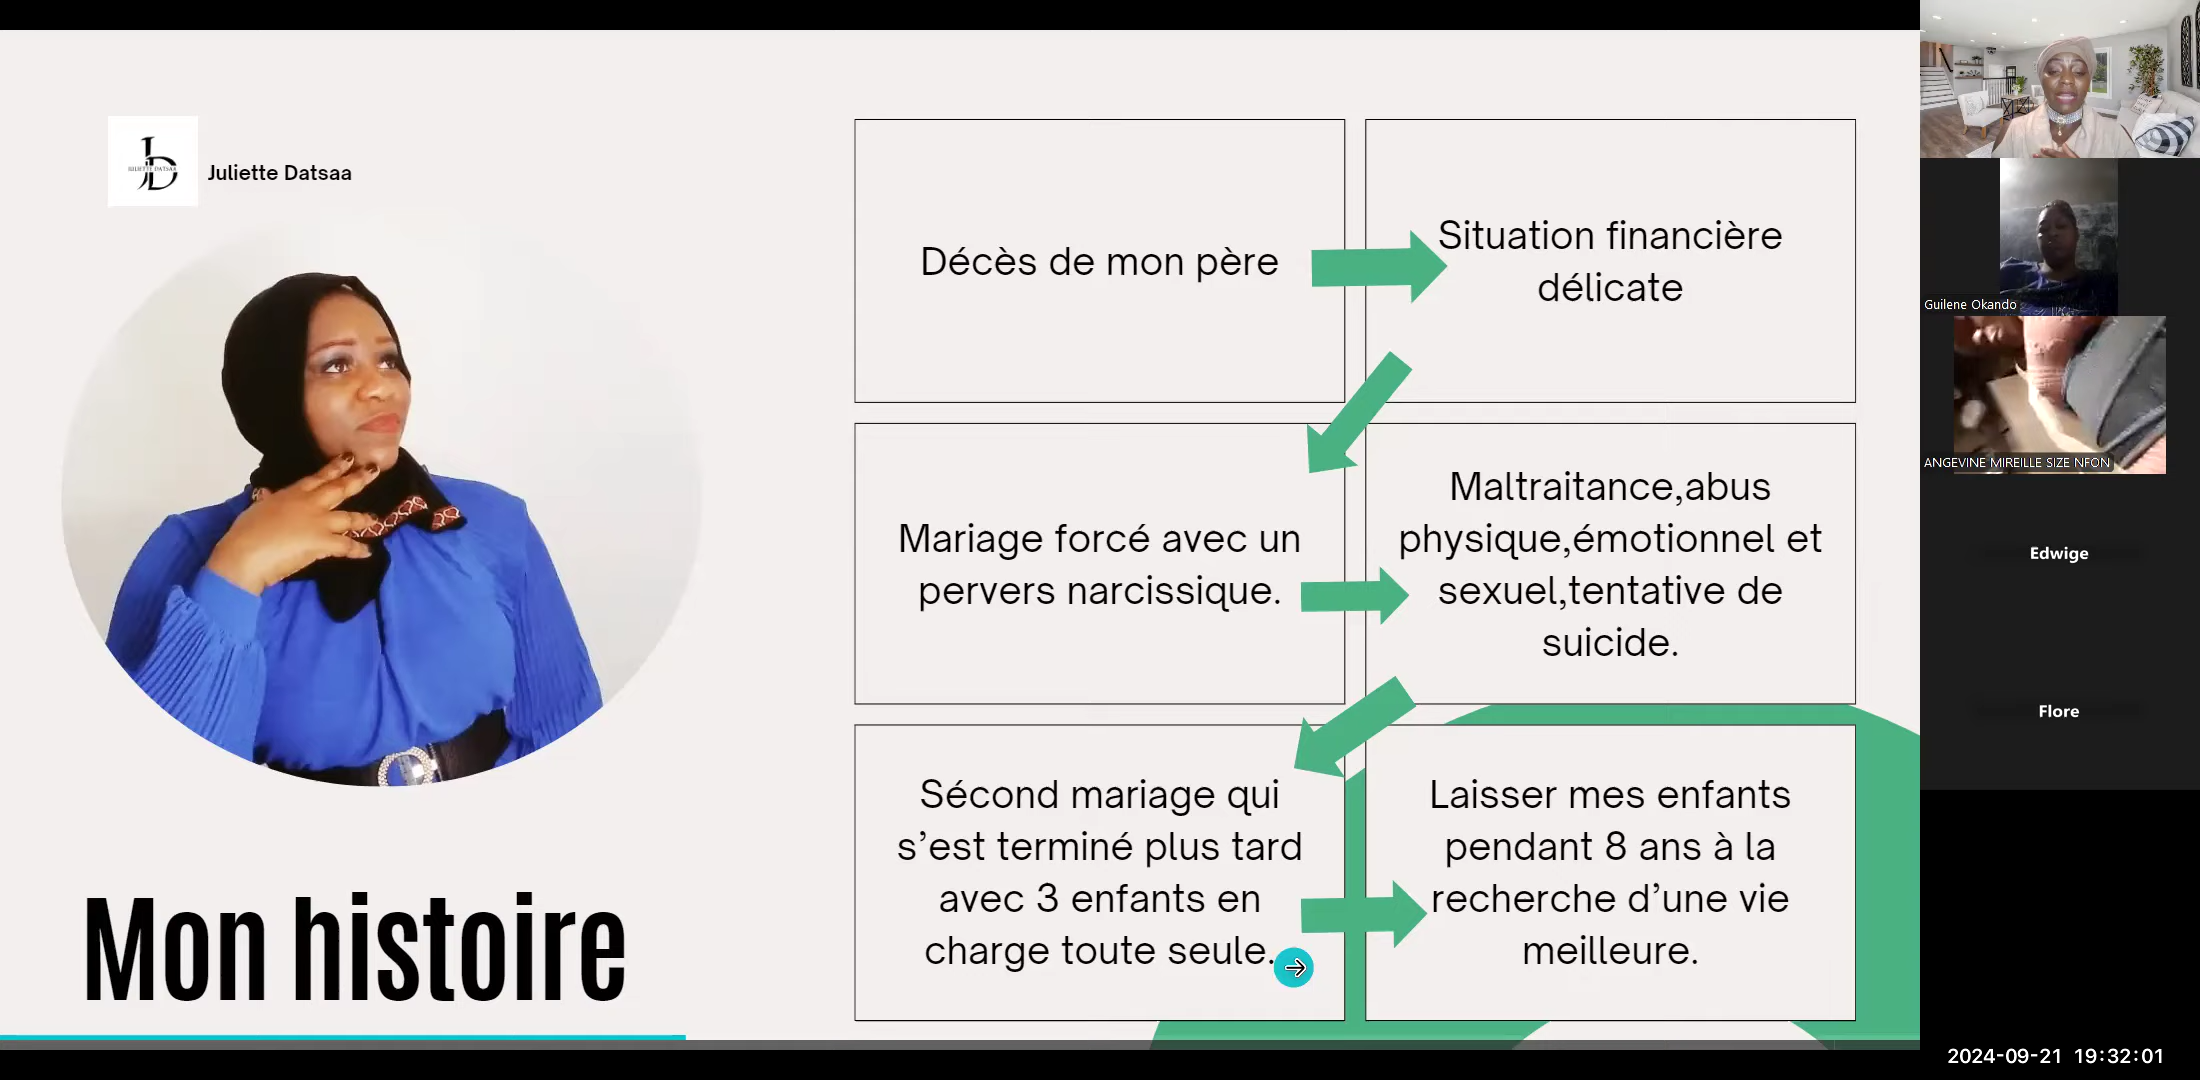 JD
JULIETTE DATSAA
Juliette Datsaa
Mon histoire
Décès de mon père
Situation financière
délicate
Mariage forcé avec un
pervers narcissique.
Maltraitance,abus
physique,émotionnel et
sexuel,tentative de
suicide.
Sécond mariage qui
s’est terminé plus tard
avec 3 enfants en
charge toute seule.
Laisser mes enfants
pendant 8 ans à la
recherche d’une vie
meilleure.
Guilene Okando
ANGEVINE MIREILLE SIZE NFON
Edwige
Flore
2024-09-21 19:32:01